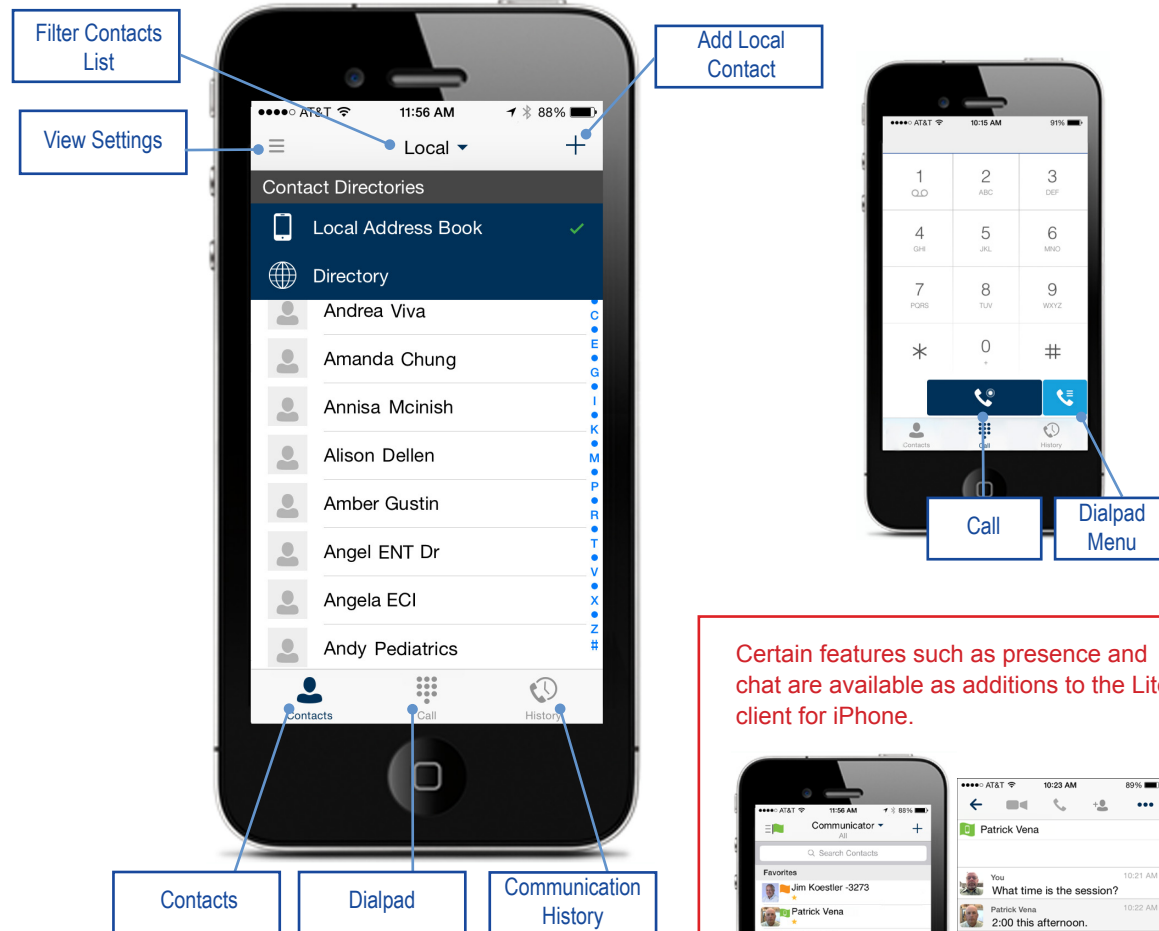 Filter Contacts
List
View Settings
Add Local
Contact
AT&T 11:56 AM 88%
Local
Contact Directories
Local Address Book
Directory
Andrea Viva
Amanda Chung
Annisa Mcinish
Alison Dellen
Amber Gustin
Angel ENT Dr
Angela ECI
Andy Pediatrics
C
E
G
I
K
M
P
R
T
V
X
Z
#
Contacts Call History
Contacts
Dialpad
Communication
History
AT&T 10:15 AM 91%
1 2 3
ABC DEF
4 5 6
GHI JKL MNO
7 8 9
PQRS TUV WXYZ
* 0 #
+
Contacts Call History
Call
Dialpad
Menu
Certain features such as presence and
chat are available as additions to the Lite
client for iPhone.
AT&T 11:56 AM 88%
Communicator
All
Search Contacts
Favorites
Jim Koestler -3273
Patrick Vena
AT&T 10:23 AM 89%
Patrick Vena
You 10:21 AM
What time is the session?
Patrick Vena 10:22 AM
2:00 this afternoon.